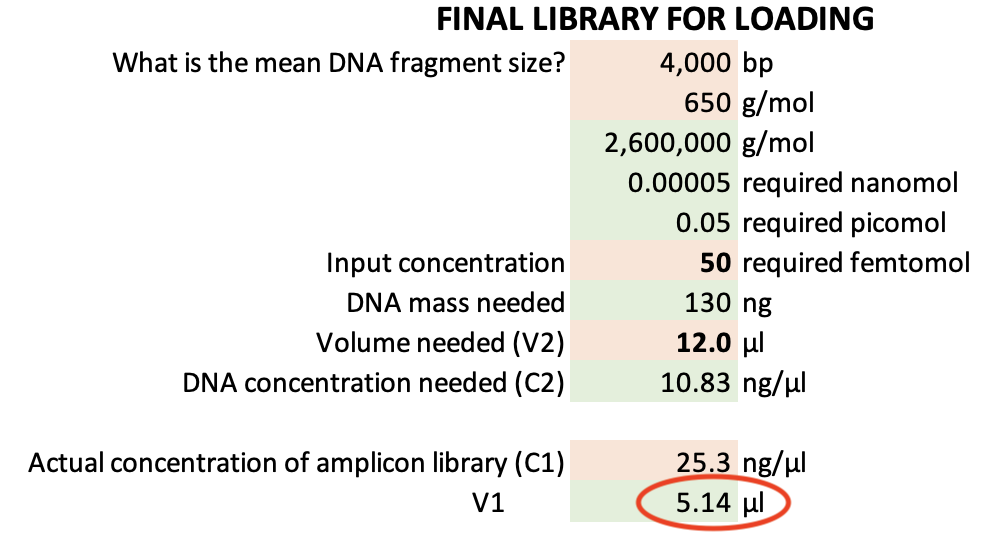 FINAL LIBRARY FOR LOADING
What is the mean DNA fragment size? 4,000 bp
650 g/mol
2,600,000 g/mol
0.00005 required nanomol
0.05 required picomol
Input concentration 50 required femtomol
DNA mass needed 130 ng
Volume needed (V2) 12.0 µl
DNA concentration needed (C2) 10.83 ng/µl
Actual concentration of amplicon library (C1) 25.3 ng/µl
V1 5.14 µl